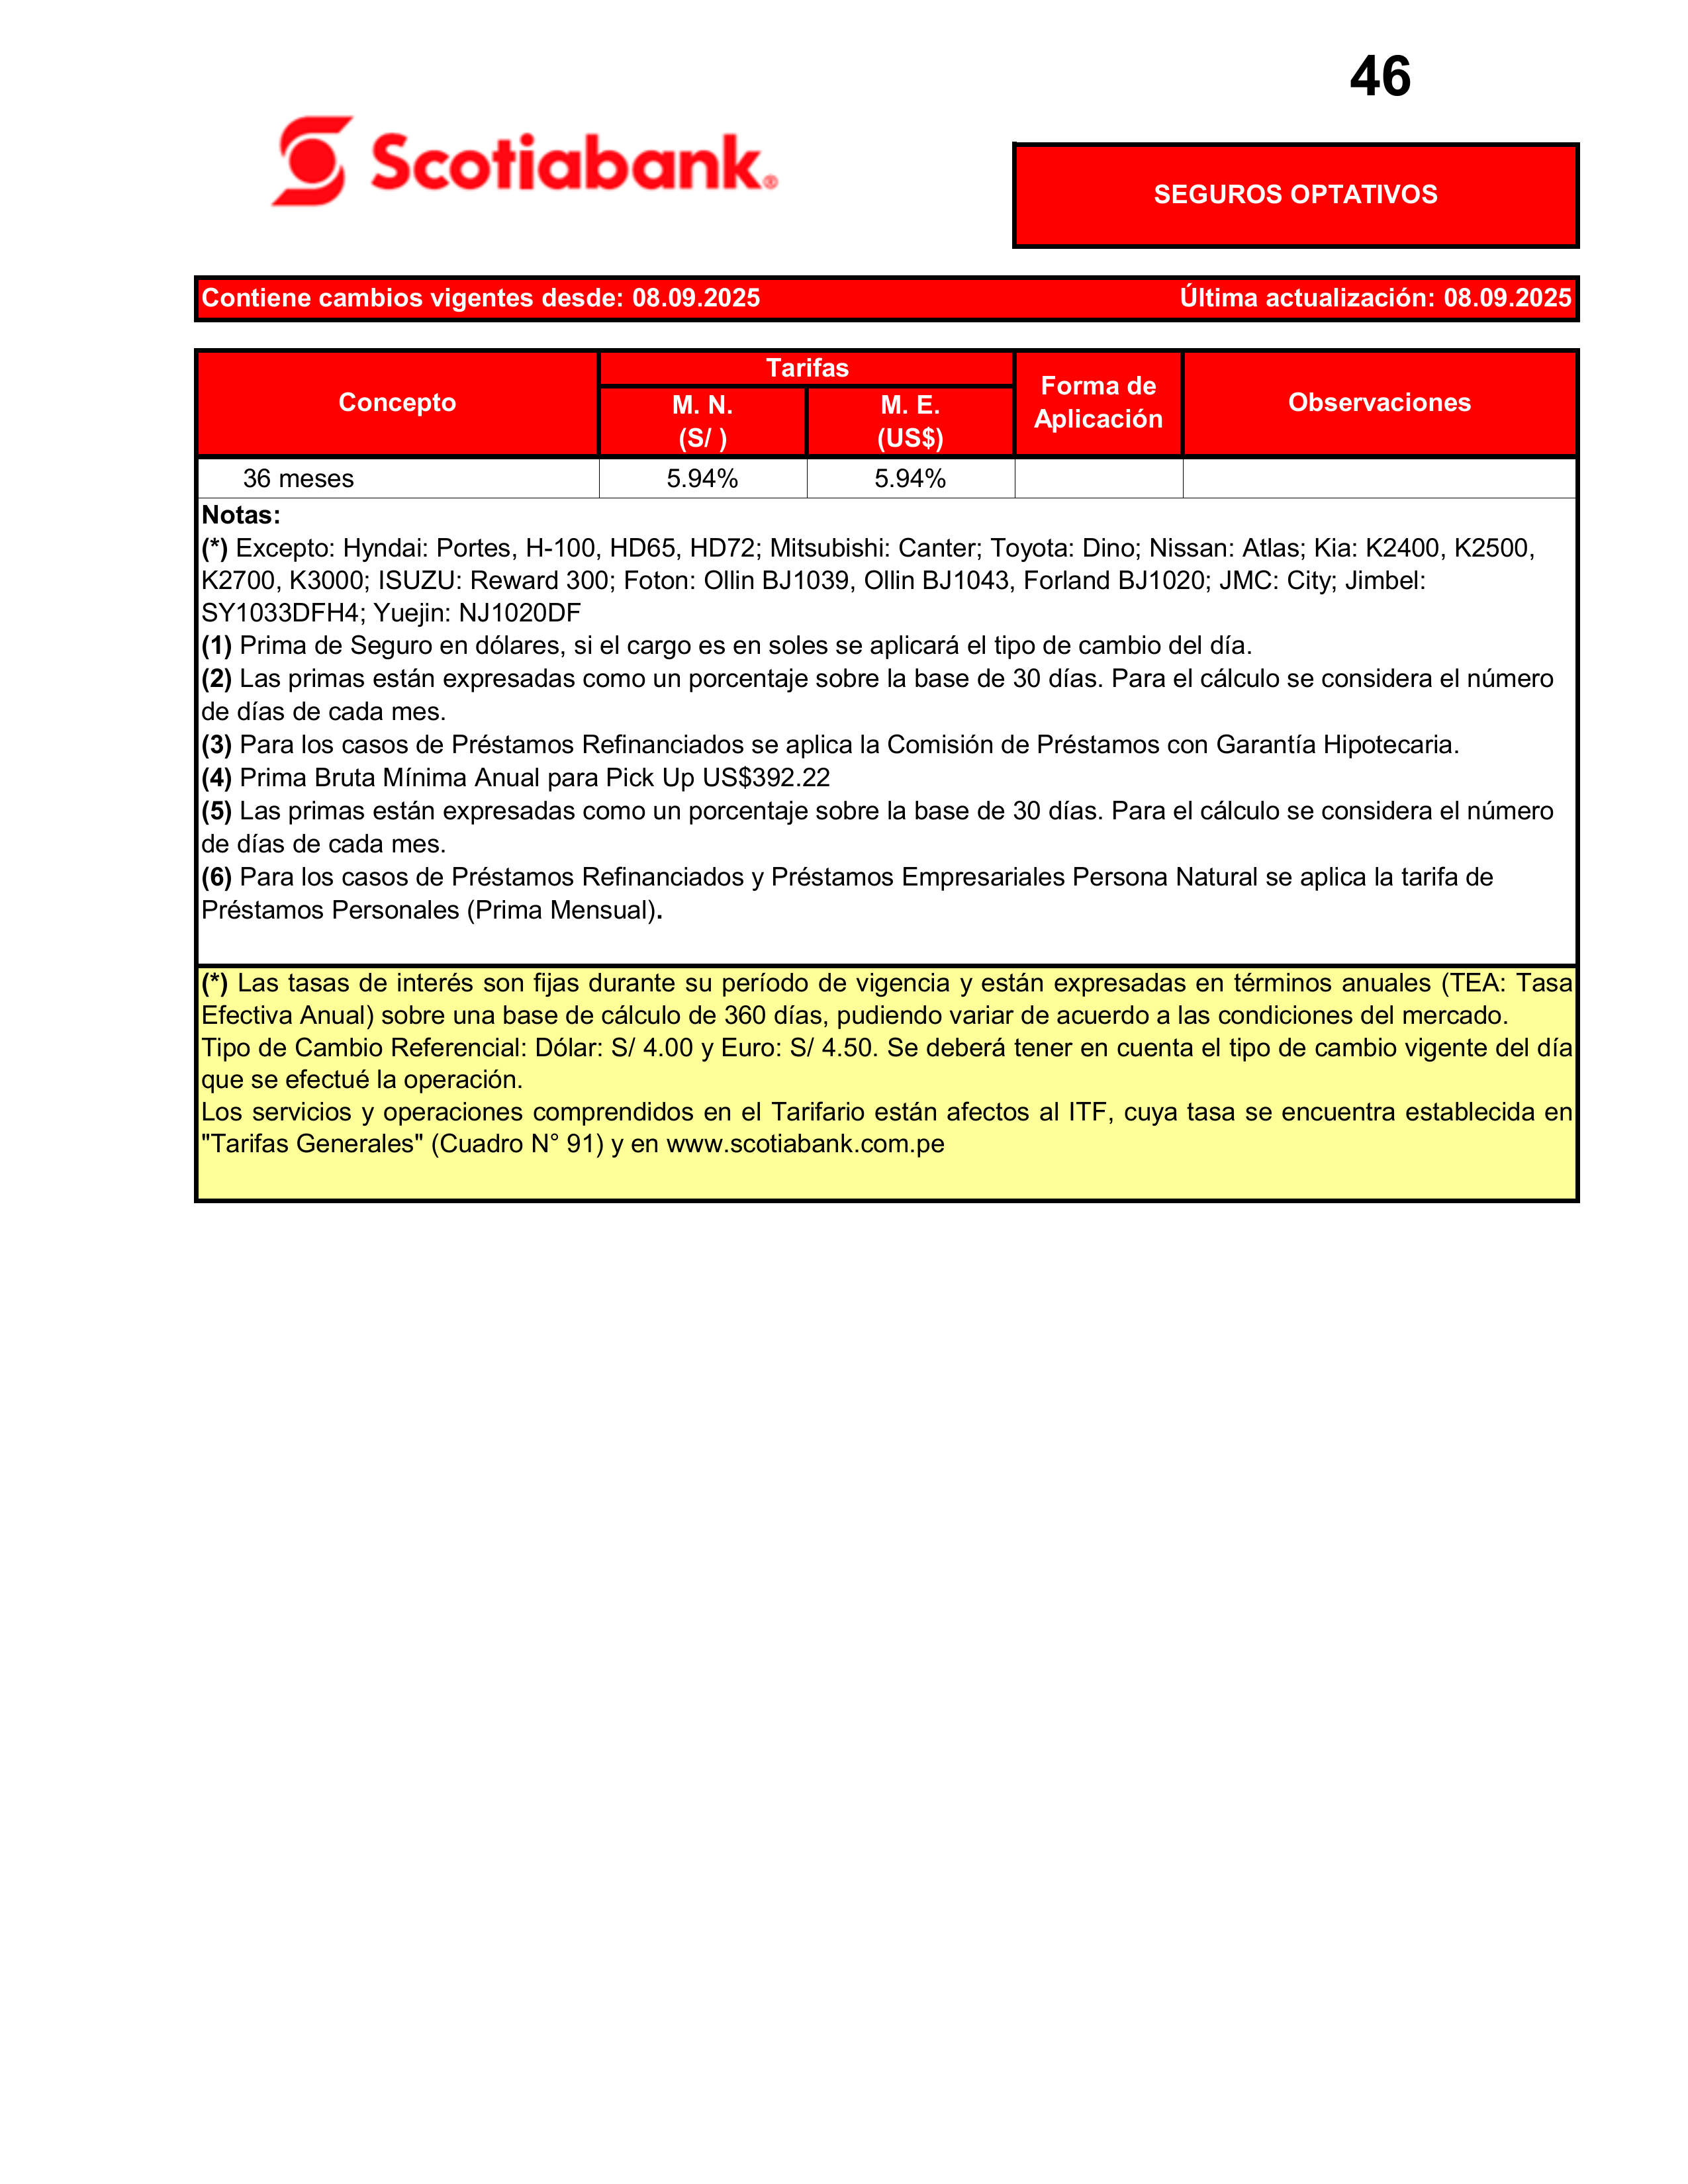 46
Scotiabank®
SEGUROS OPTATIVOS
Contiene cambios vigentes desde: 08.09.2025 Última actualización: 08.09.2025
Concepto
Tarifas
M. N.
(S/ )
M. E.
(US$)
Forma de
Aplicación
Observaciones
36 meses 5.94% 5.94%
Notas:
(*) Excepto: Hyndai: Portes, H-100, HD65, HD72; Mitsubishi: Canter; Toyota: Dino; Nissan: Atlas; Kia: K2400, K2500,
K2700, K3000; ISUZU: Reward 300; Foton: Ollin BJ1039, Ollin BJ1043, Forland BJ1020; JMC: City; Jimbel:
SY1033DFH4; Yuejin: NJ1020DF
(1) Prima de Seguro en dólares, si el cargo es en soles se aplicará el tipo de cambio del día.
(2) Las primas están expresadas como un porcentaje sobre la base de 30 días. Para el cálculo se considera el número
de días de cada mes.
(3) Para los casos de Préstamos Refinanciados se aplica la Comisión de Préstamos con Garantía Hipotecaria.
(4) Prima Bruta Mínima Anual para Pick Up US$392.22
(5) Las primas están expresadas como un porcentaje sobre la base de 30 días. Para el cálculo se considera el número
de días de cada mes.
(6) Para los casos de Préstamos Refinanciados y Préstamos Empresariales Persona Natural se aplica la tarifa de
Préstamos Personales (Prima Mensual).
(*) Las tasas de interés son fijas durante su período de vigencia y están expresadas en términos anuales (TEA: Tasa
Efectiva Anual) sobre una base de cálculo de 360 días, pudiendo variar de acuerdo a las condiciones del mercado.
Tipo de Cambio Referencial: Dólar: S/ 4.00 y Euro: S/ 4.50. Se deberá tener en cuenta el tipo de cambio vigente del día
que se efectué la operación.
Los servicios y operaciones comprendidos en el Tarifario están afectos al ITF, cuya tasa se encuentra establecida en
"Tarifas Generales" (Cuadro N° 91) y en www.scotiabank.com.pe